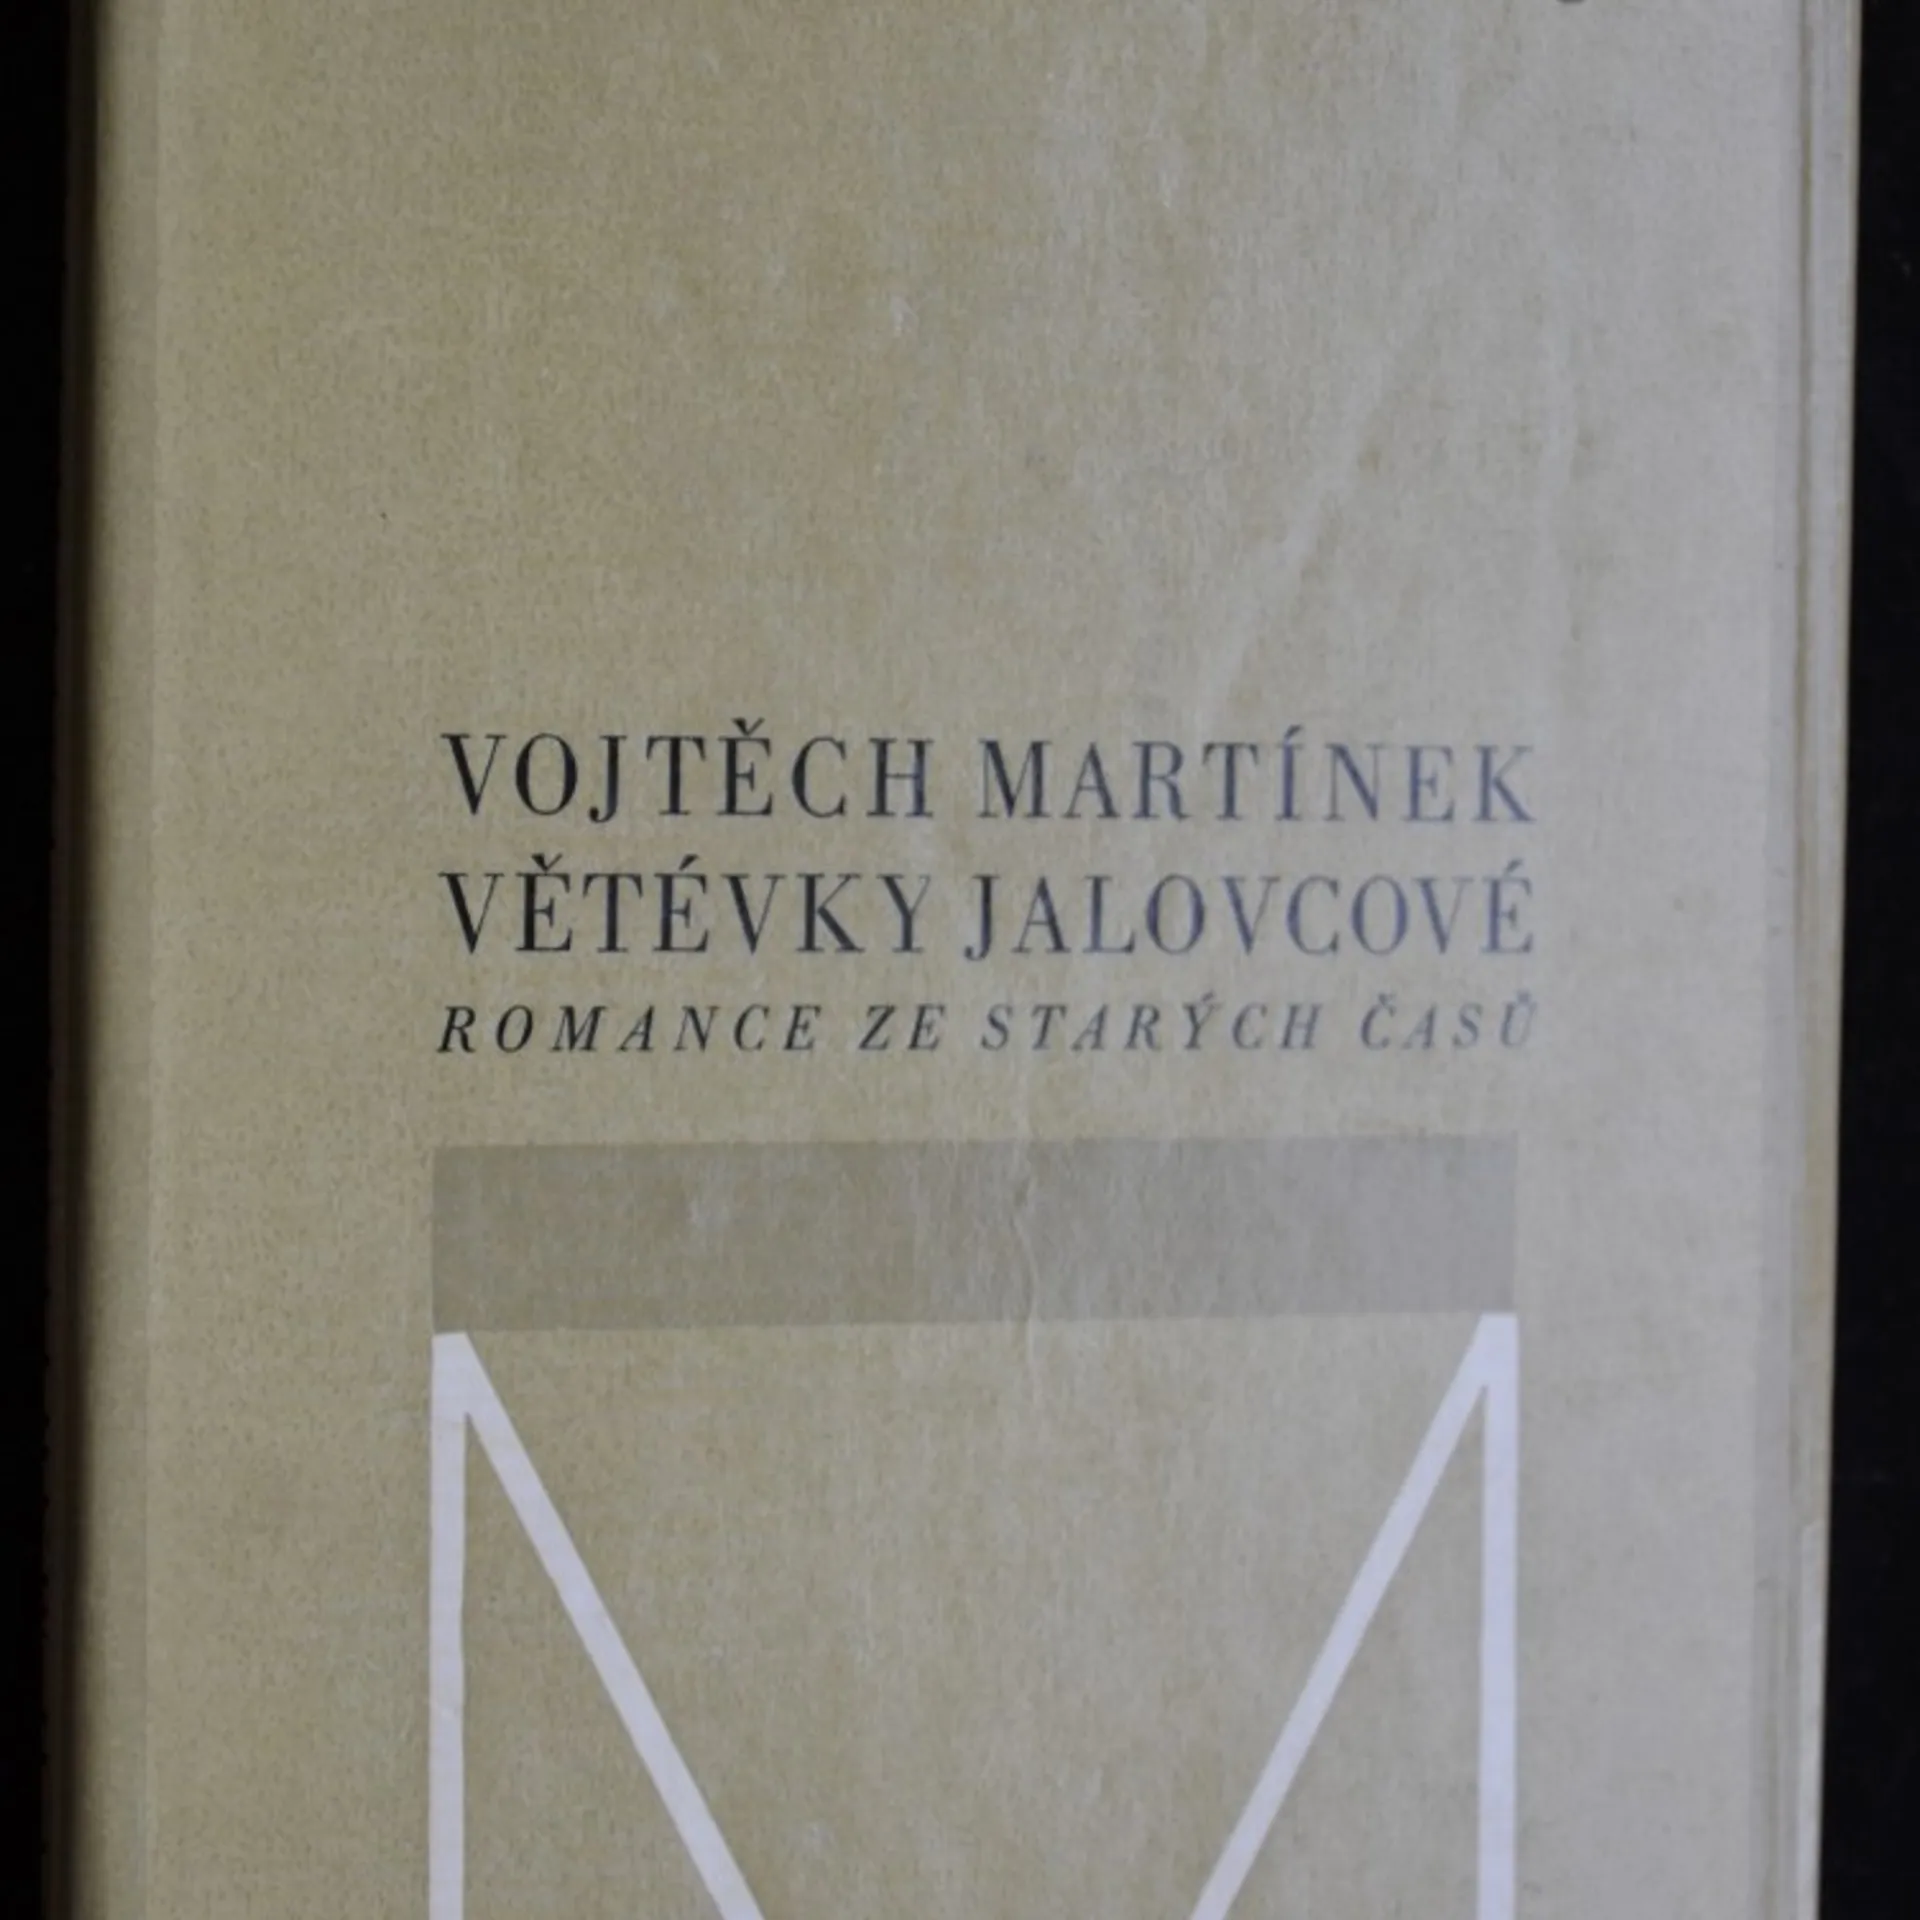 VOJTĚCH MARTÍNEK
VĚTÉVKY JALOVCOVÉ
ROMANCE ZE STARÝCH ČASŮ
M